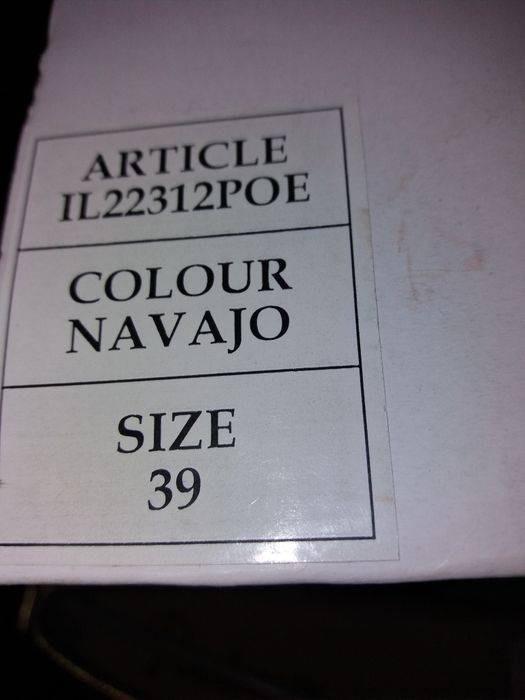 ARTICLE
IL22312POE
COLOUR
NAVAJO
SIZE
39